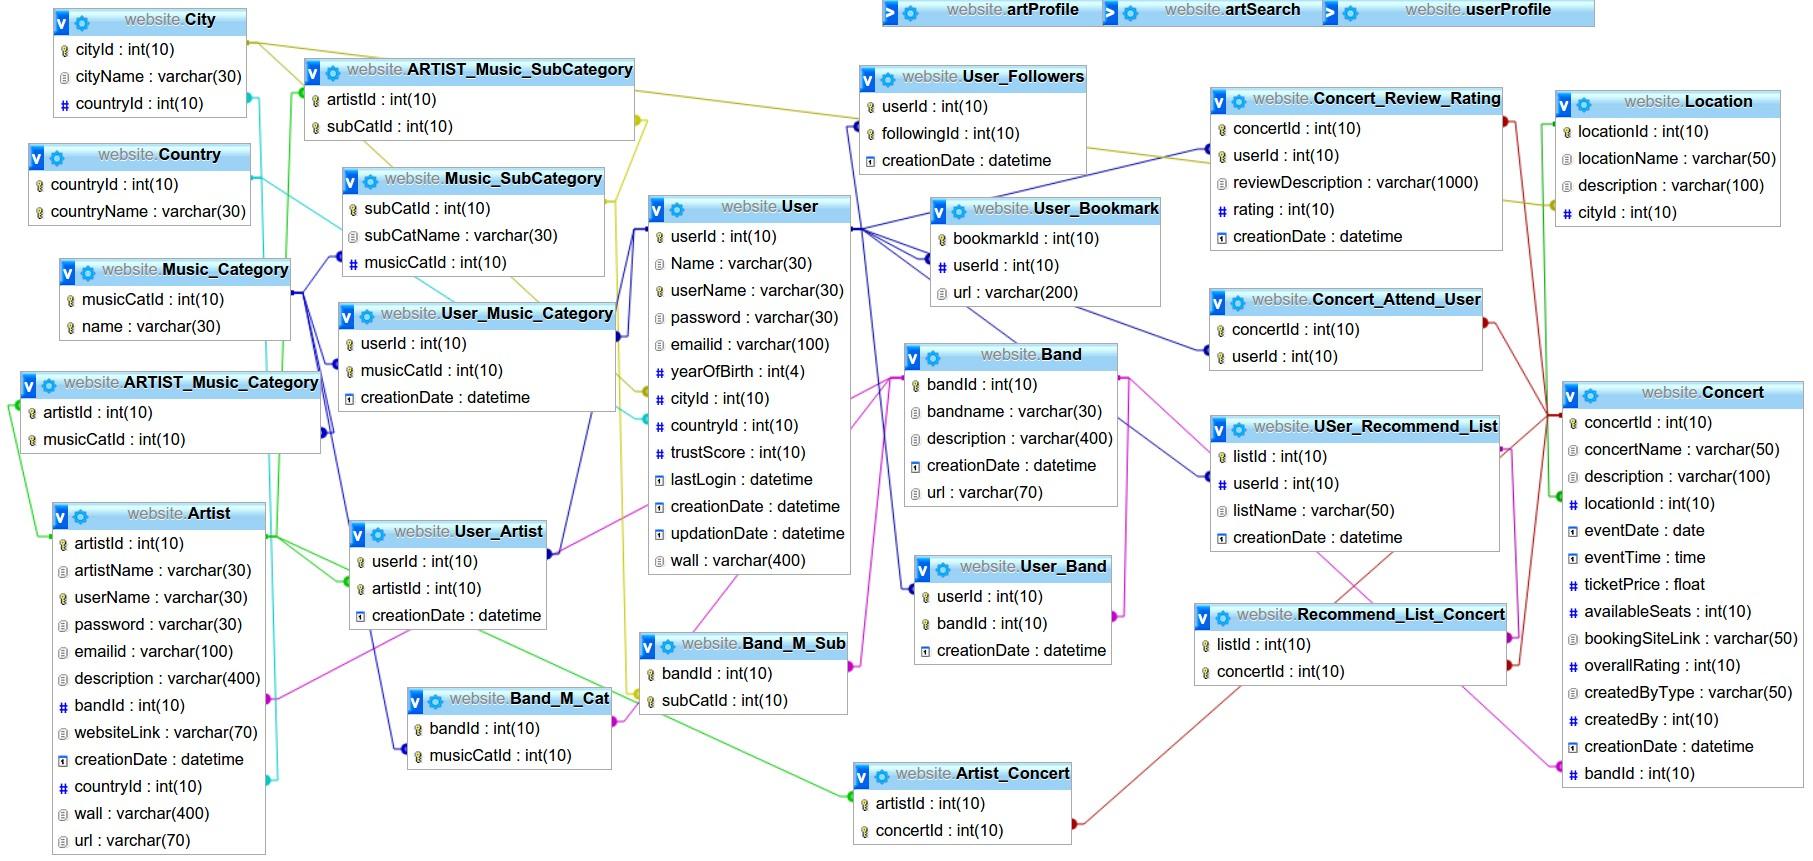 website.artProfile
website.artSearch
website.userProfile
website.City
cityId : int(10)
cityName : varchar(30)
countryId : int(10)
website.Country
countryId : int(10)
countryName : varchar(30)
website.Music_Category
musicCatId : int(10)
name : varchar(30)
website.ARTIST_Music_Category
artistId : int(10)
musicCatId : int(10)
website.Artist
artistId : int(10)
artistName : varchar(30)
userName : varchar(30)
password : varchar(30)
emailid : varchar(100)
description : varchar(400)
bandId : int(10)
websiteLink : varchar(70)
creationDate : datetime
countryId : int(10)
wall : varchar(400)
url : varchar(70)
website.ARTIST_Music_SubCategory
artistId : int(10)
subCatId : int(10)
website.Music_SubCategory
subCatId : int(10)
subCatName : varchar(30)
musicCatId : int(10)
website.User_Music_Category
userId : int(10)
musicCatId : int(10)
creationDate : datetime
website.User_Artist
userId : int(10)
artistId : int(10)
creationDate : datetime
website.Band_M_Cat
bandId : int(10)
musicCatId : int(10)
website.User
userId : int(10)
Name : varchar(30)
userName : varchar(30)
password : varchar(30)
emailid : varchar(100)
yearOfBirth : int(4)
cityId : int(10)
countryId : int(10)
trustScore : int(10)
lastLogin : datetime
creationDate : datetime
updationDate : datetime
wall : varchar(400)
website.Band_M_Sub
bandId : int(10)
subCatId : int(10)
website.User_Followers
userId : int(10)
followingId : int(10)
creationDate : datetime
website.User_Bookmark
bookmarkId : int(10)
userId : int(10)
url : varchar(200)
website.Band
bandId : int(10)
bandname : varchar(30)
description : varchar(400)
creationDate : datetime
url : varchar(70)
website.User_Band
userId : int(10)
bandId : int(10)
creationDate : datetime
website.Artist_Concert
artistId : int(10)
concertId : int(10)
website.Concert_Review_Rating
concertId : int(10)
userId : int(10)
reviewDescription : varchar(1000)
rating : int(10)
creationDate : datetime
website.Concert_Attend_User
concertId : int(10)
userId : int(10)
website.USer_Recommend_List
listId : int(10)
userId : int(10)
listName : varchar(50)
creationDate : datetime
website.Recommend_List_Concert
listId : int(10)
concertId : int(10)
website.Location
locationId : int(10)
locationName : varchar(50)
description : varchar(100)
cityId : int(10)
website.Concert
concertId : int(10)
concertName : varchar(50)
description : varchar(100)
locationId : int(10)
eventDate : date
eventTime : time
ticketPrice : float
availableSeats : int(10)
bookingSiteLink : varchar(50)
overallRating : int(10)
createdByType : varchar(50)
createdBy : int(10)
creationDate : datetime
bandId : int(10)